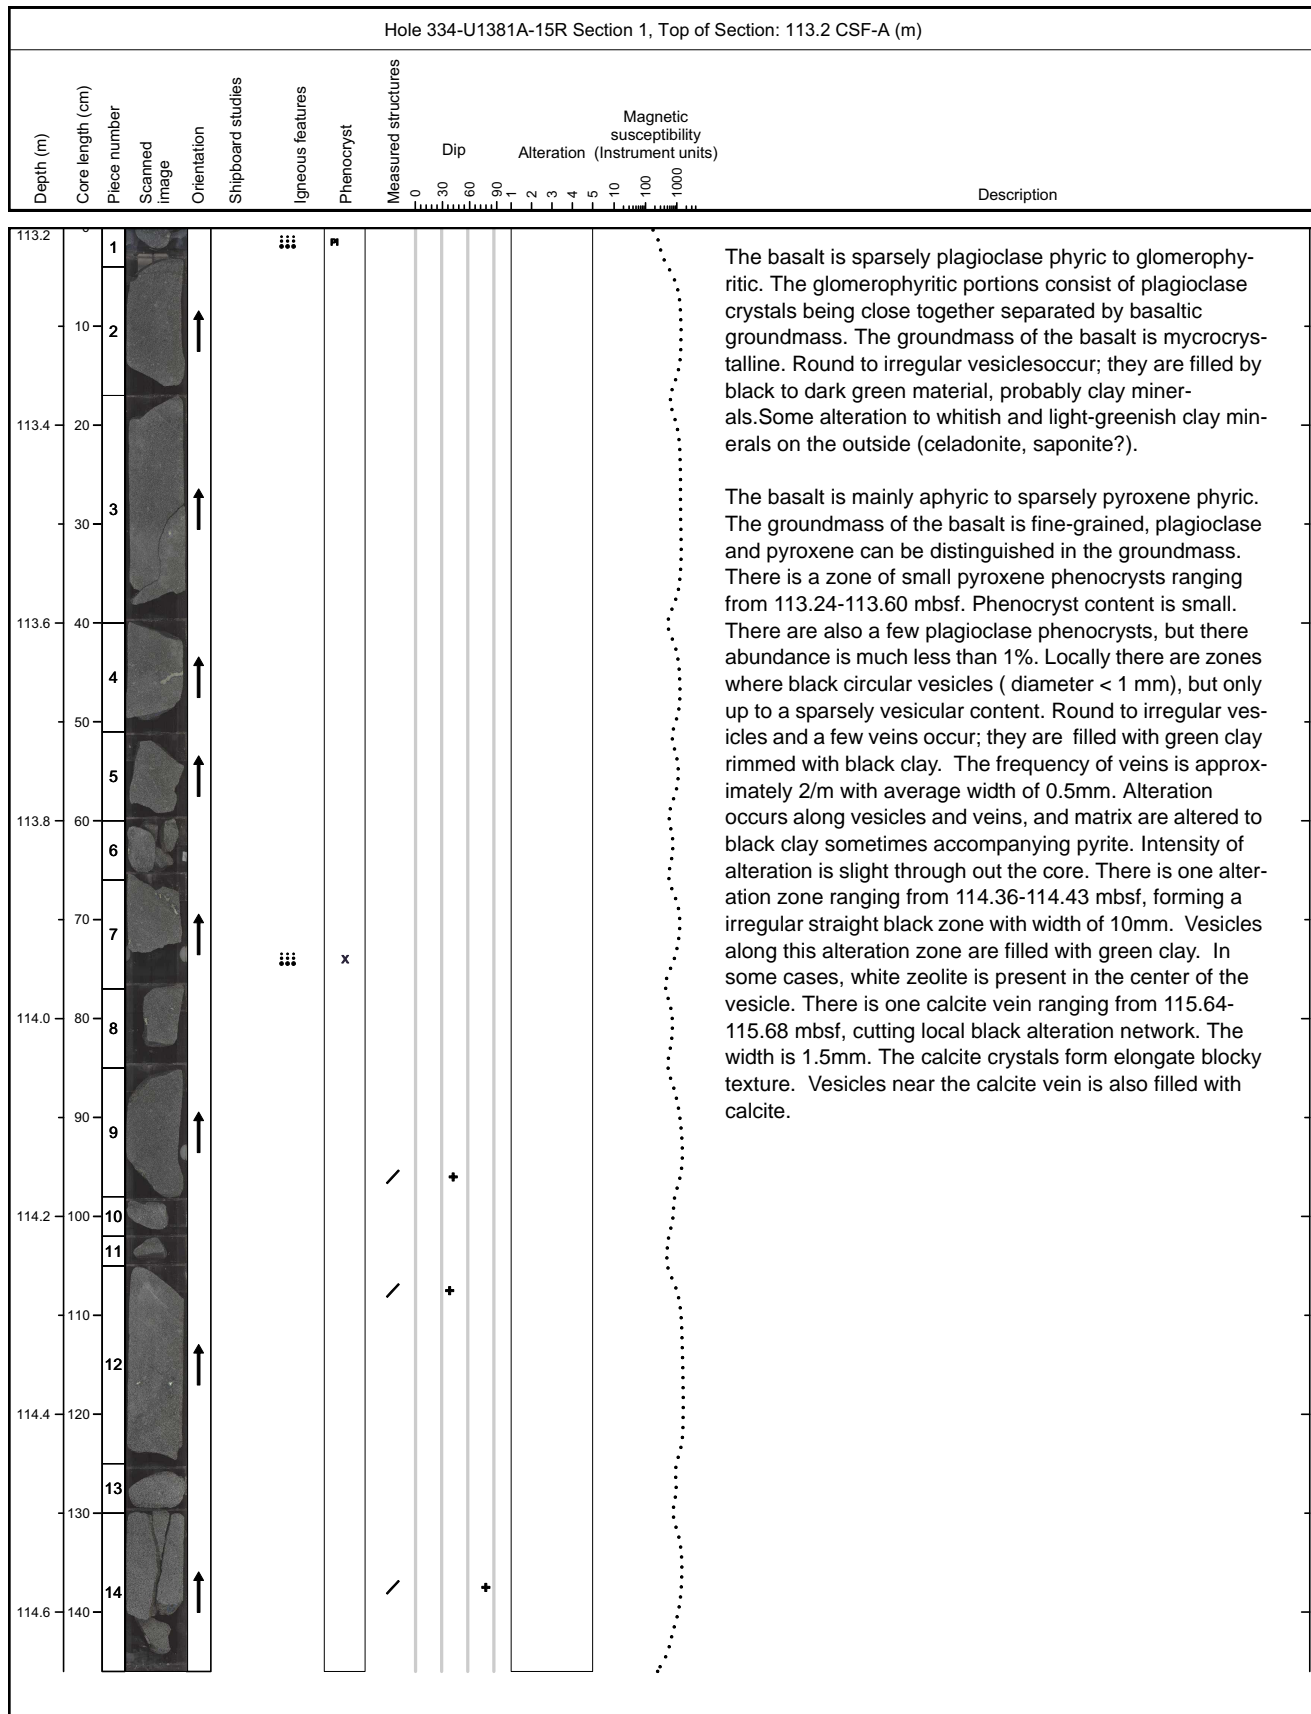 Hole 334-U1381A-15R Section 1, Top of Section: 113.2 CSF-A (m)
Depth (m)
Core length (cm)
Piece number
Scanned
image
Orientation
Shipboard studies
Igneous features
Phenocryst
Measured structures
Dip
0 30 60 90
Alteration
1 2 3 4 5
Magnetic
susceptibility
(Instrument units)
10 100 1000
Description
113.2
113.4
113.6
113.8
114.0
114.2
114.4
114.6
10
20
30
40
50
60
70
80
90
100
110
120
130
140
1
2
3
4
5
6
7
8
9
10
11
12
13
14
Pl
x
The basalt is sparsely plagioclase phyric to glomerophy-
ritic. The glomerophyritic portions consist of plagioclase
crystals being close together separated by basaltic
groundmass. The groundmass of the basalt is mycrocrys-
talline. Round to irregular vesiclesoccur; they are filled by
black to dark green material, probably clay miner-
als.Some alteration to whitish and light-greenish clay min-
erals on the outside (celadonite, saponite?).
The basalt is mainly aphyric to sparsely pyroxene phyric.
The groundmass of the basalt is fine-grained, plagioclase
and pyroxene can be distinguished in the groundmass.
There is a zone of small pyroxene phenocrysts ranging
from 113.24-113.60 mbsf. Phenocryst content is small.
There are also a few plagioclase phenocrysts, but there
abundance is much less than 1%. Locally there are zones
where black circular vesicles ( diameter < 1 mm), but only
up to a sparsely vesicular content. Round to irregular ves-
icles and a few veins occur; they are  filled with green clay
rimmed with black clay.  The frequency of veins is approx-
imately 2/m with average width of 0.5mm. Alteration
occurs along vesicles and veins, and matrix are altered to
black clay sometimes accompanying pyrite. Intensity of
alteration is slight through out the core. There is one alter-
ation zone ranging from 114.36-114.43 mbsf, forming a
irregular straight black zone with width of 10mm.  Vesicles
along this alteration zone are filled with green clay.  In
some cases, white zeolite is present in the center of the
vesicle. There is one calcite vein ranging from 115.64-
115.68 mbsf, cutting local black alteration network. The
width is 1.5mm. The calcite crystals form elongate blocky
texture.  Vesicles near the calcite vein is also filled with
calcite.